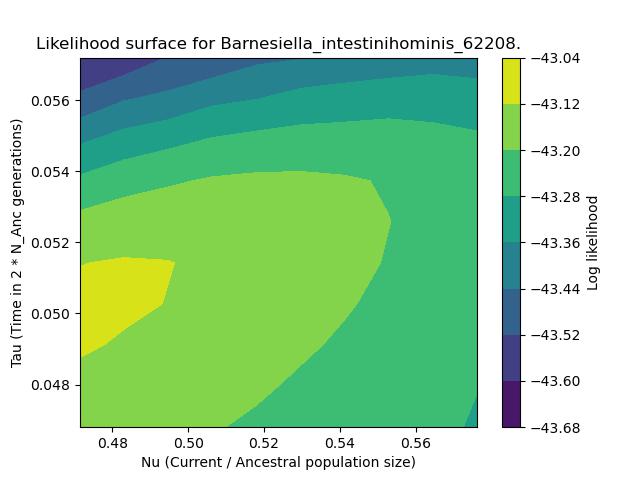 Likelihood surface for Barnesiella_intestinihominis_62208.
Tau (Time in 2 * N_Anc generations)
0.056
0.054
0.052
0.050
0.048
0.48 0.50 0.52 0.54 0.56
Nu (Current / Ancestral population size)
−43.04
−43.12
−43.20
−43.28
−43.36
−43.44
−43.52
−43.60
−43.68
Log likelihood